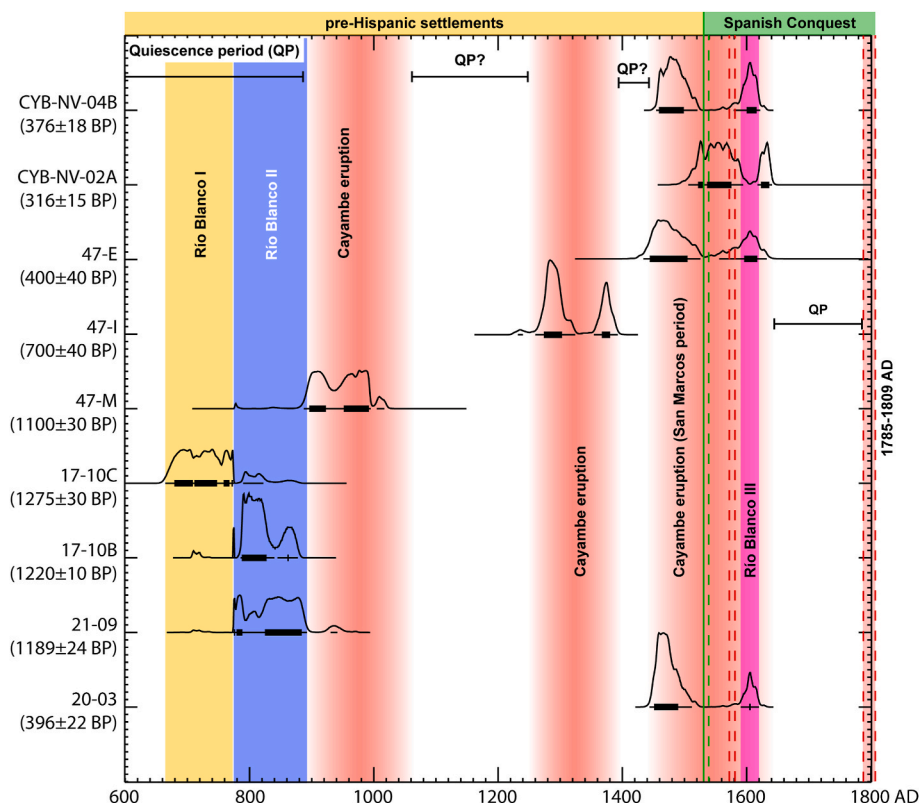 pre-Hispanic settlements
Spanish Conquest
Quiescence period (QP)
QP?
QP?
CYB-NV-04B
(376±18 BP)
CYB-NV-02A
(316±15 BP)
47-E
(400±40 BP)
47-I
(700±40 BP)
47-M
(1100±30 BP)
17-10C
(1275±30 BP)
17-10B
(1220±10 BP)
21-09
(1189±24 BP)
20-03
(396±22 BP)
Río Blanco I
Río Blanco II
Cayambe eruption
Cayambe eruption
Cayambe eruption (San Marcos period)
Río Blanco III
QP
1785-1809 AD
600
800
1000
1200
1400
1600
1800 AD